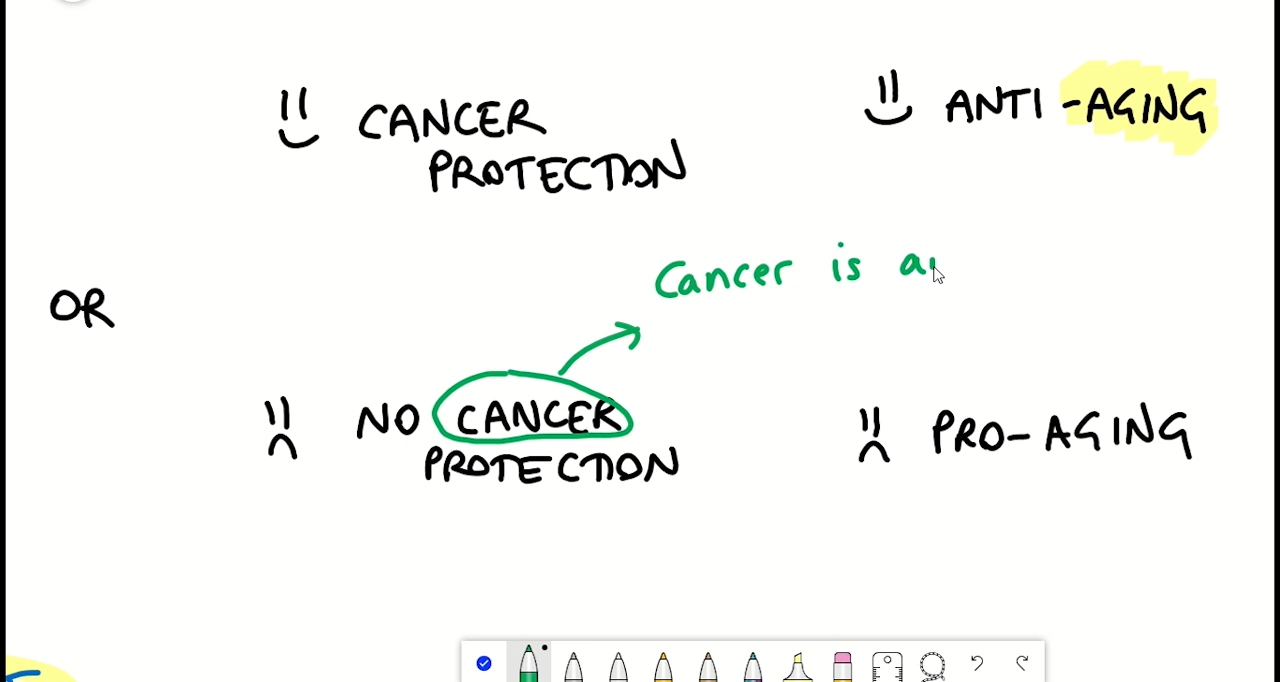 CANCER
PROTECTION
ANTI-AGING
Cancer is
OR
NO CANCER
PROTECTION
PRO-AGING